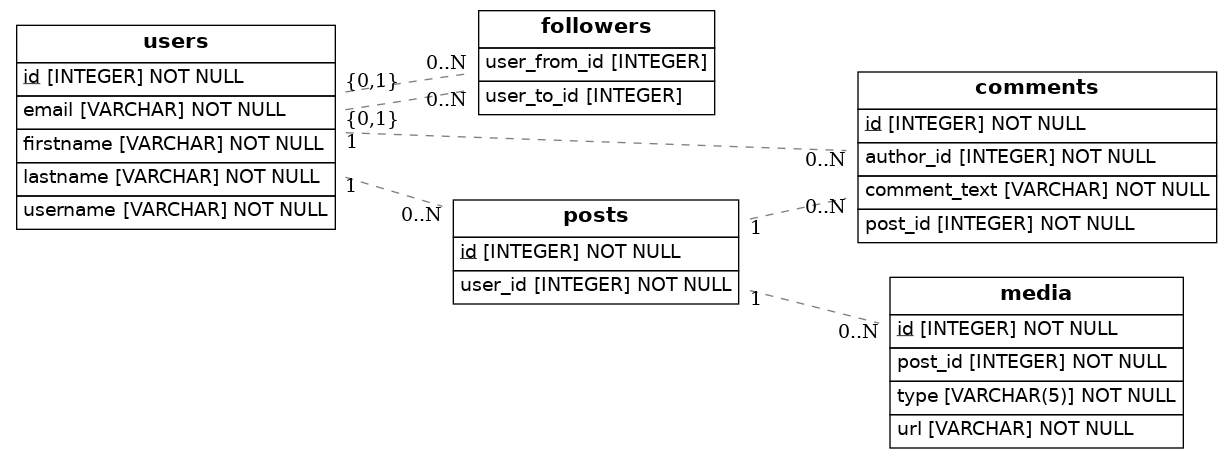 users
id [INTEGER] NOT NULL
email [VARCHAR] NOT NULL
firstname [VARCHAR] NOT NULL
lastname [VARCHAR] NOT NULL
username [VARCHAR] NOT NULL
{0,1}
0..N
{0,1}
0..N
1
0..N
1
0..N
followers
user_from_id [INTEGER]
user_to_id [INTEGER]
posts
id [INTEGER] NOT NULL
user_id [INTEGER] NOT NULL
1
0..N
1
0..N
comments
id [INTEGER] NOT NULL
author_id [INTEGER] NOT NULL
comment_text [VARCHAR] NOT NULL
post_id [INTEGER] NOT NULL
media
id [INTEGER] NOT NULL
post_id [INTEGER] NOT NULL
type [VARCHAR(5)] NOT NULL
url [VARCHAR] NOT NULL